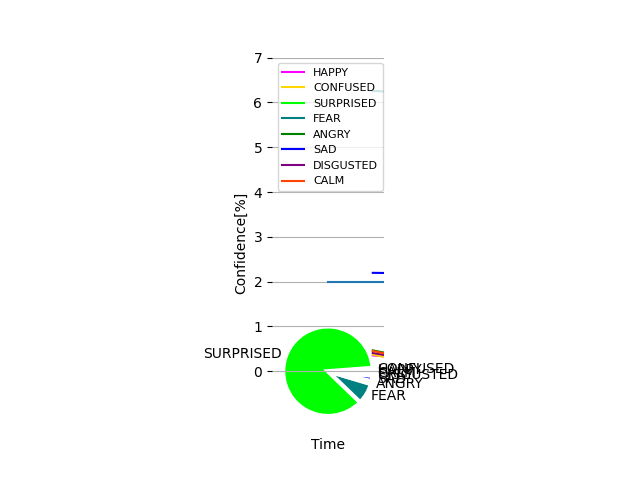 7
6
5
4
3
2
1
0
Confidence[%]
HAPPY
CONFUSED
SURPRISED
FEAR
ANGRY
SAD
DISGUSTED
CALM
SURPRISED
CONFUSED
DISGUSTED
ANGRY
FEAR
Time